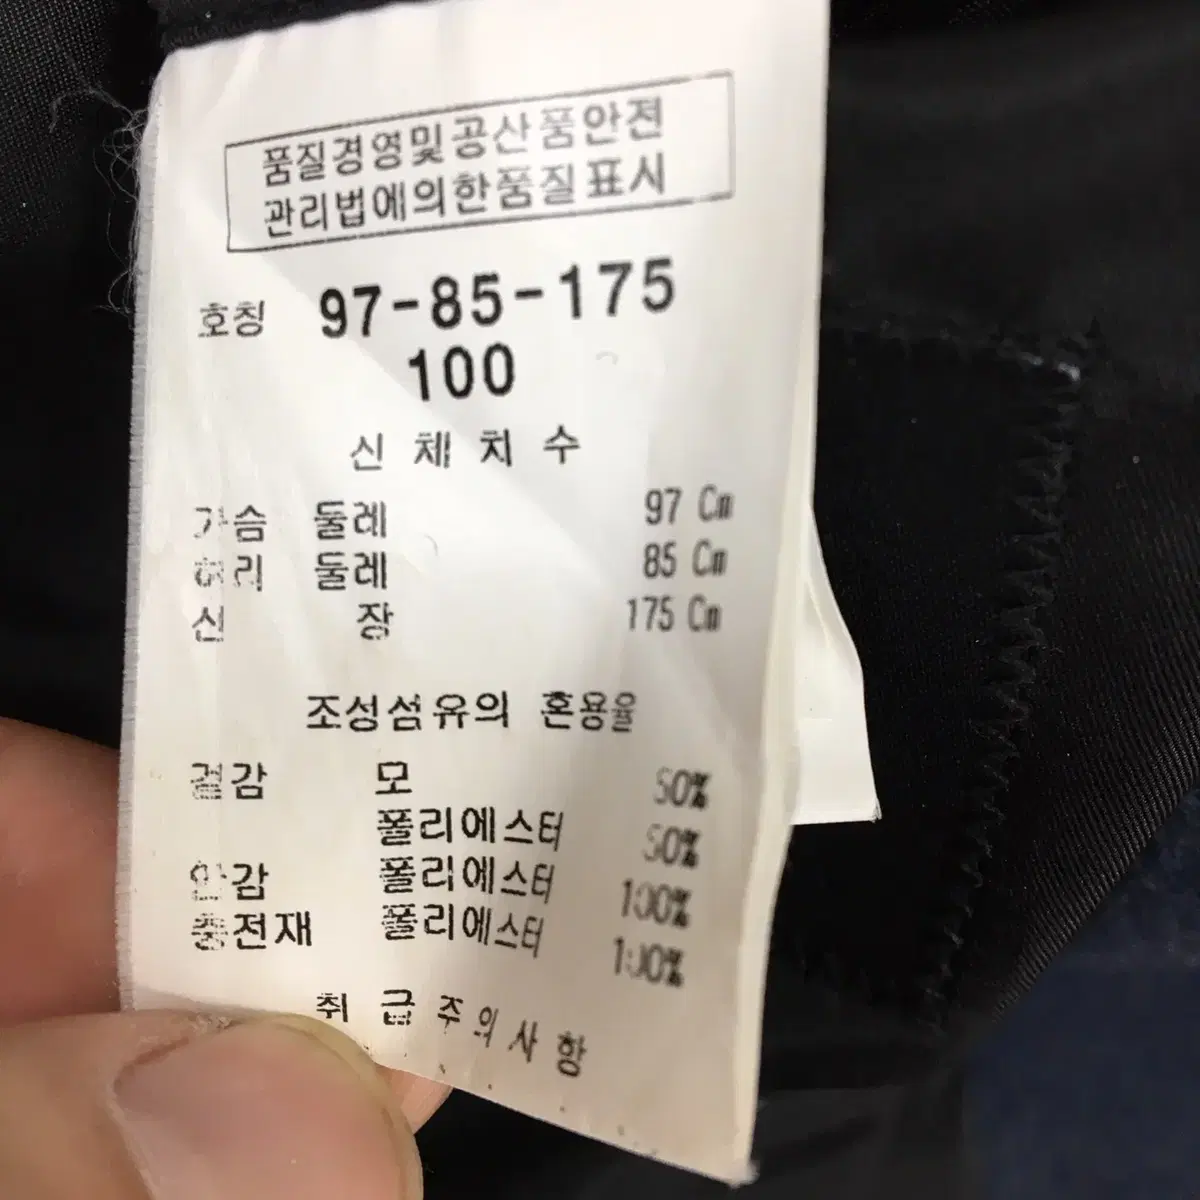 품질경영및공산품안전
관리법에의한품질표시
호칭 97-85-175
100
신체치수
가슴 둘레 97 Cm
허리 둘레 85 Cm
신 장 175 Cm
조성섬유의 혼용율
겉감 모 50%
폴리에스터 50%
안감 폴리에스터 100%
충전재 폴리에스터 100%
취급주의사항